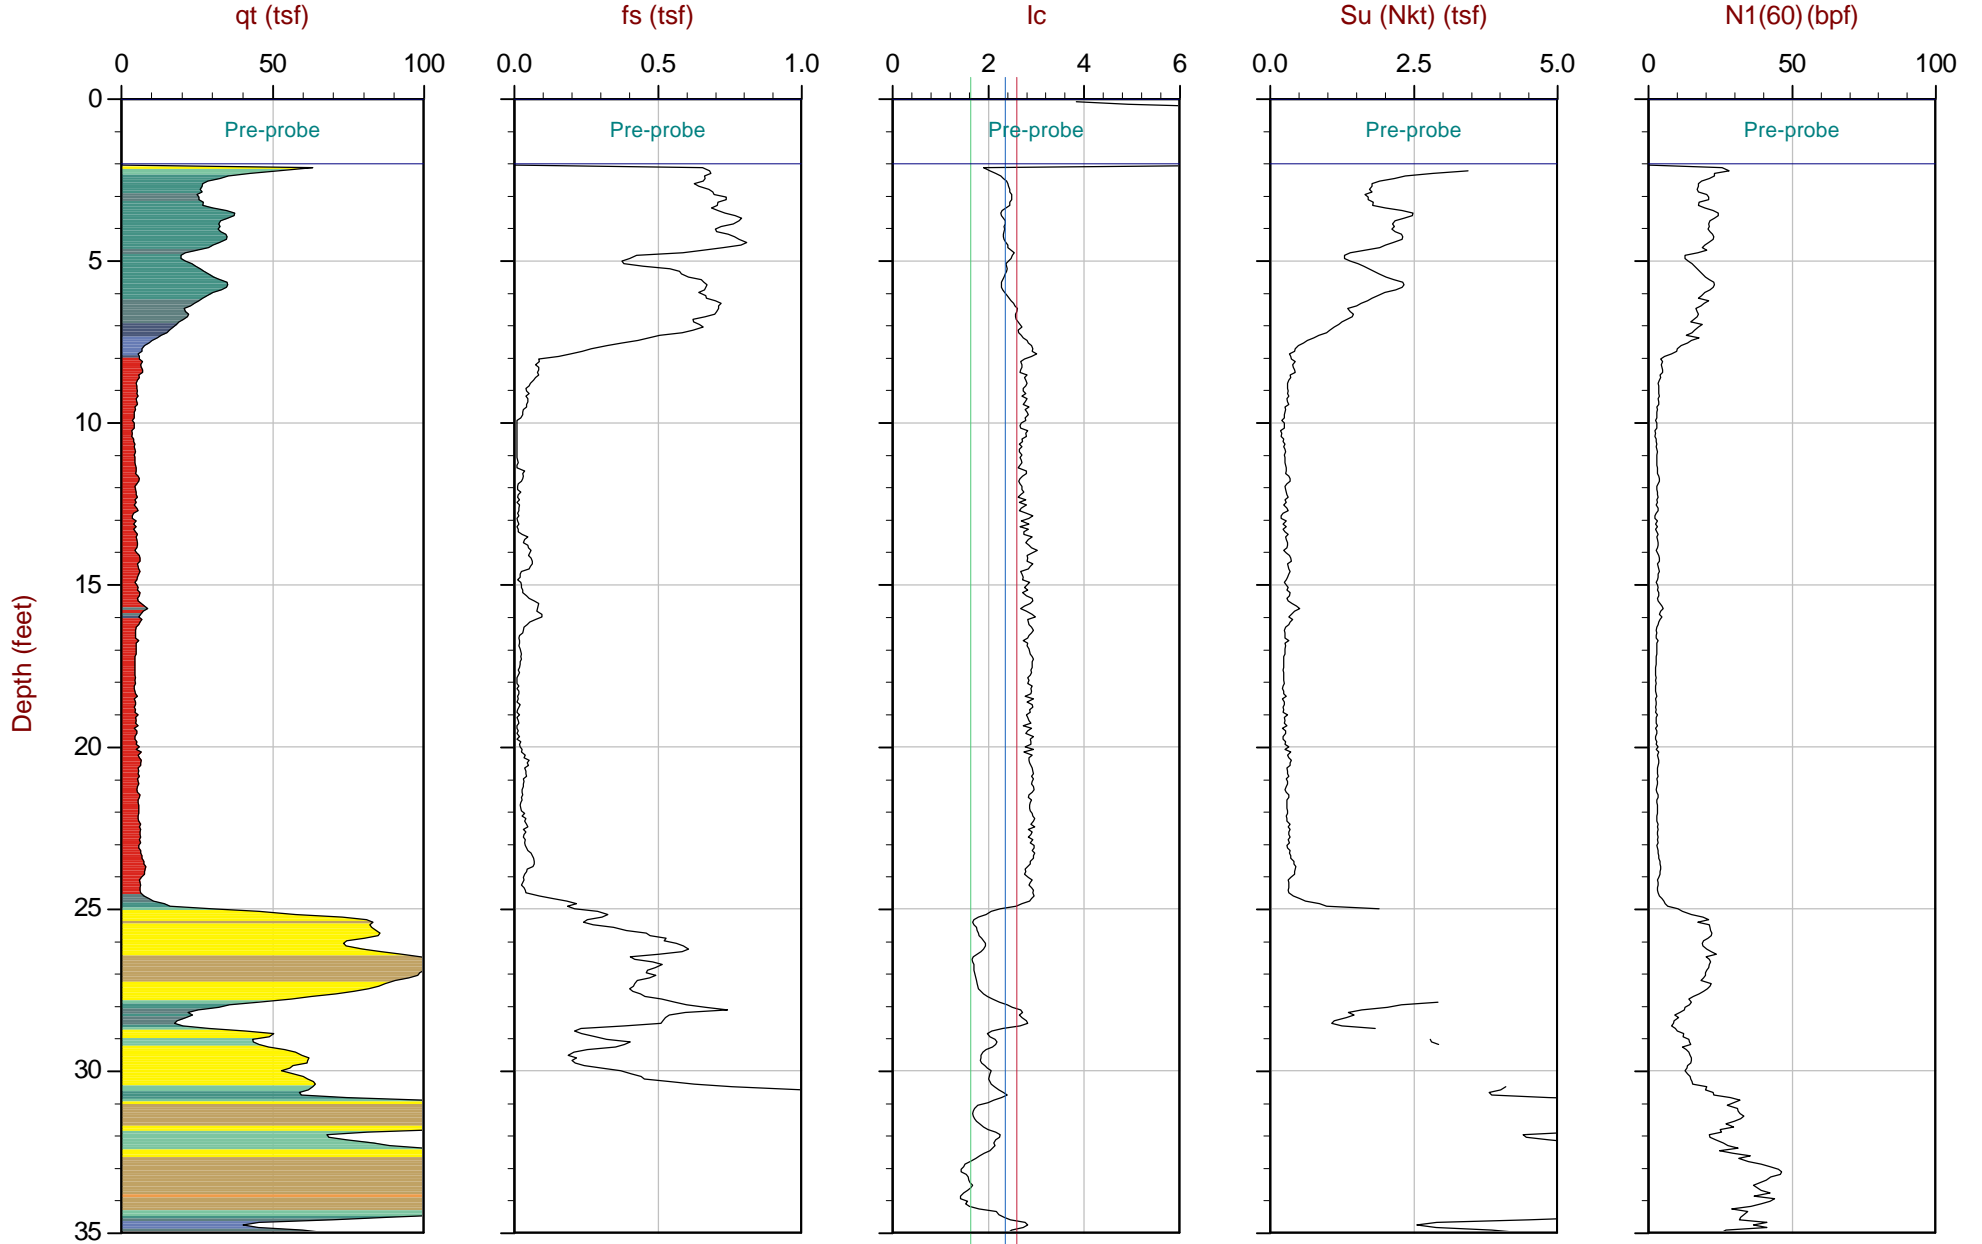 qt (tsf) fs (tsf) Ic Su (Nkt) (tsf) N1(60) (bpf)
0 50 100 0.0 0.5 1.0 0 2 4 6 0.0 2.5 5.0 0 50 100
0
Pre-probe Pre-probe Pre-probe Pre-probe Pre-probe
5
10
15
Depth (feet)
20
25
30
35